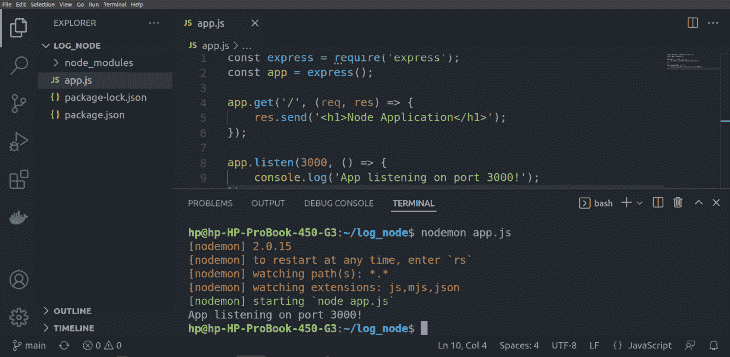 File Edit Selection View Go Run Terminal Help
EXPLORER
LOG_NODE
node_modules
JS app.js
{} package-lock.json
{} package.json
OUTLINE
TIMELINE
JS app.js
JS app.js > ...
1 const express = require('express');
2 const app = express();
3
4 app.get('/', (req, res) => {
5 res.send('<h1>Node Application</h1>');
6 });
7
8 app.listen(3000, () => {
9 console.log('App listening on port 3000!');
PROBLEMS OUTPUT DEBUG CONSOLE TERMINAL
bash
hp@hp-HP-ProBook-450-G3:~/log_node$ nodemon app.js
[nodemon] 2.0.15
[nodemon] to restart at any time, enter `rs`
[nodemon] watching path(s): *.*
[nodemon] watching extensions: js,mjs,json
[nodemon] starting `node app.js`
App listening on port 3000!
hp@hp-HP-ProBook-450-G3:~/log_node$
main 0 0 Ln 10, Col 4 Spaces: 4 UTF-8 LF {} JavaScript